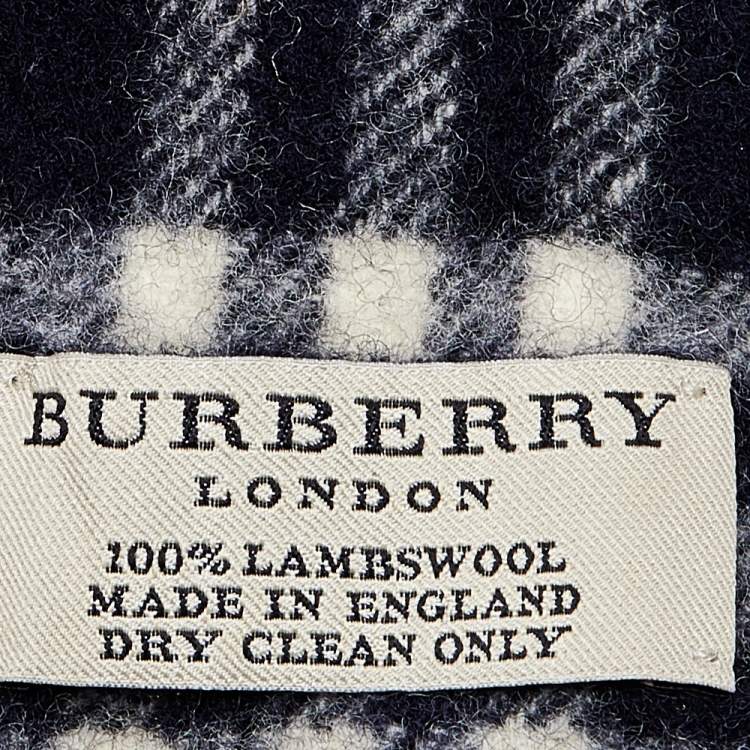 BURBERRY
LONDON
100% LAMBSWOOL
MADE IN ENGLAND
DRY CLEAN ONLY